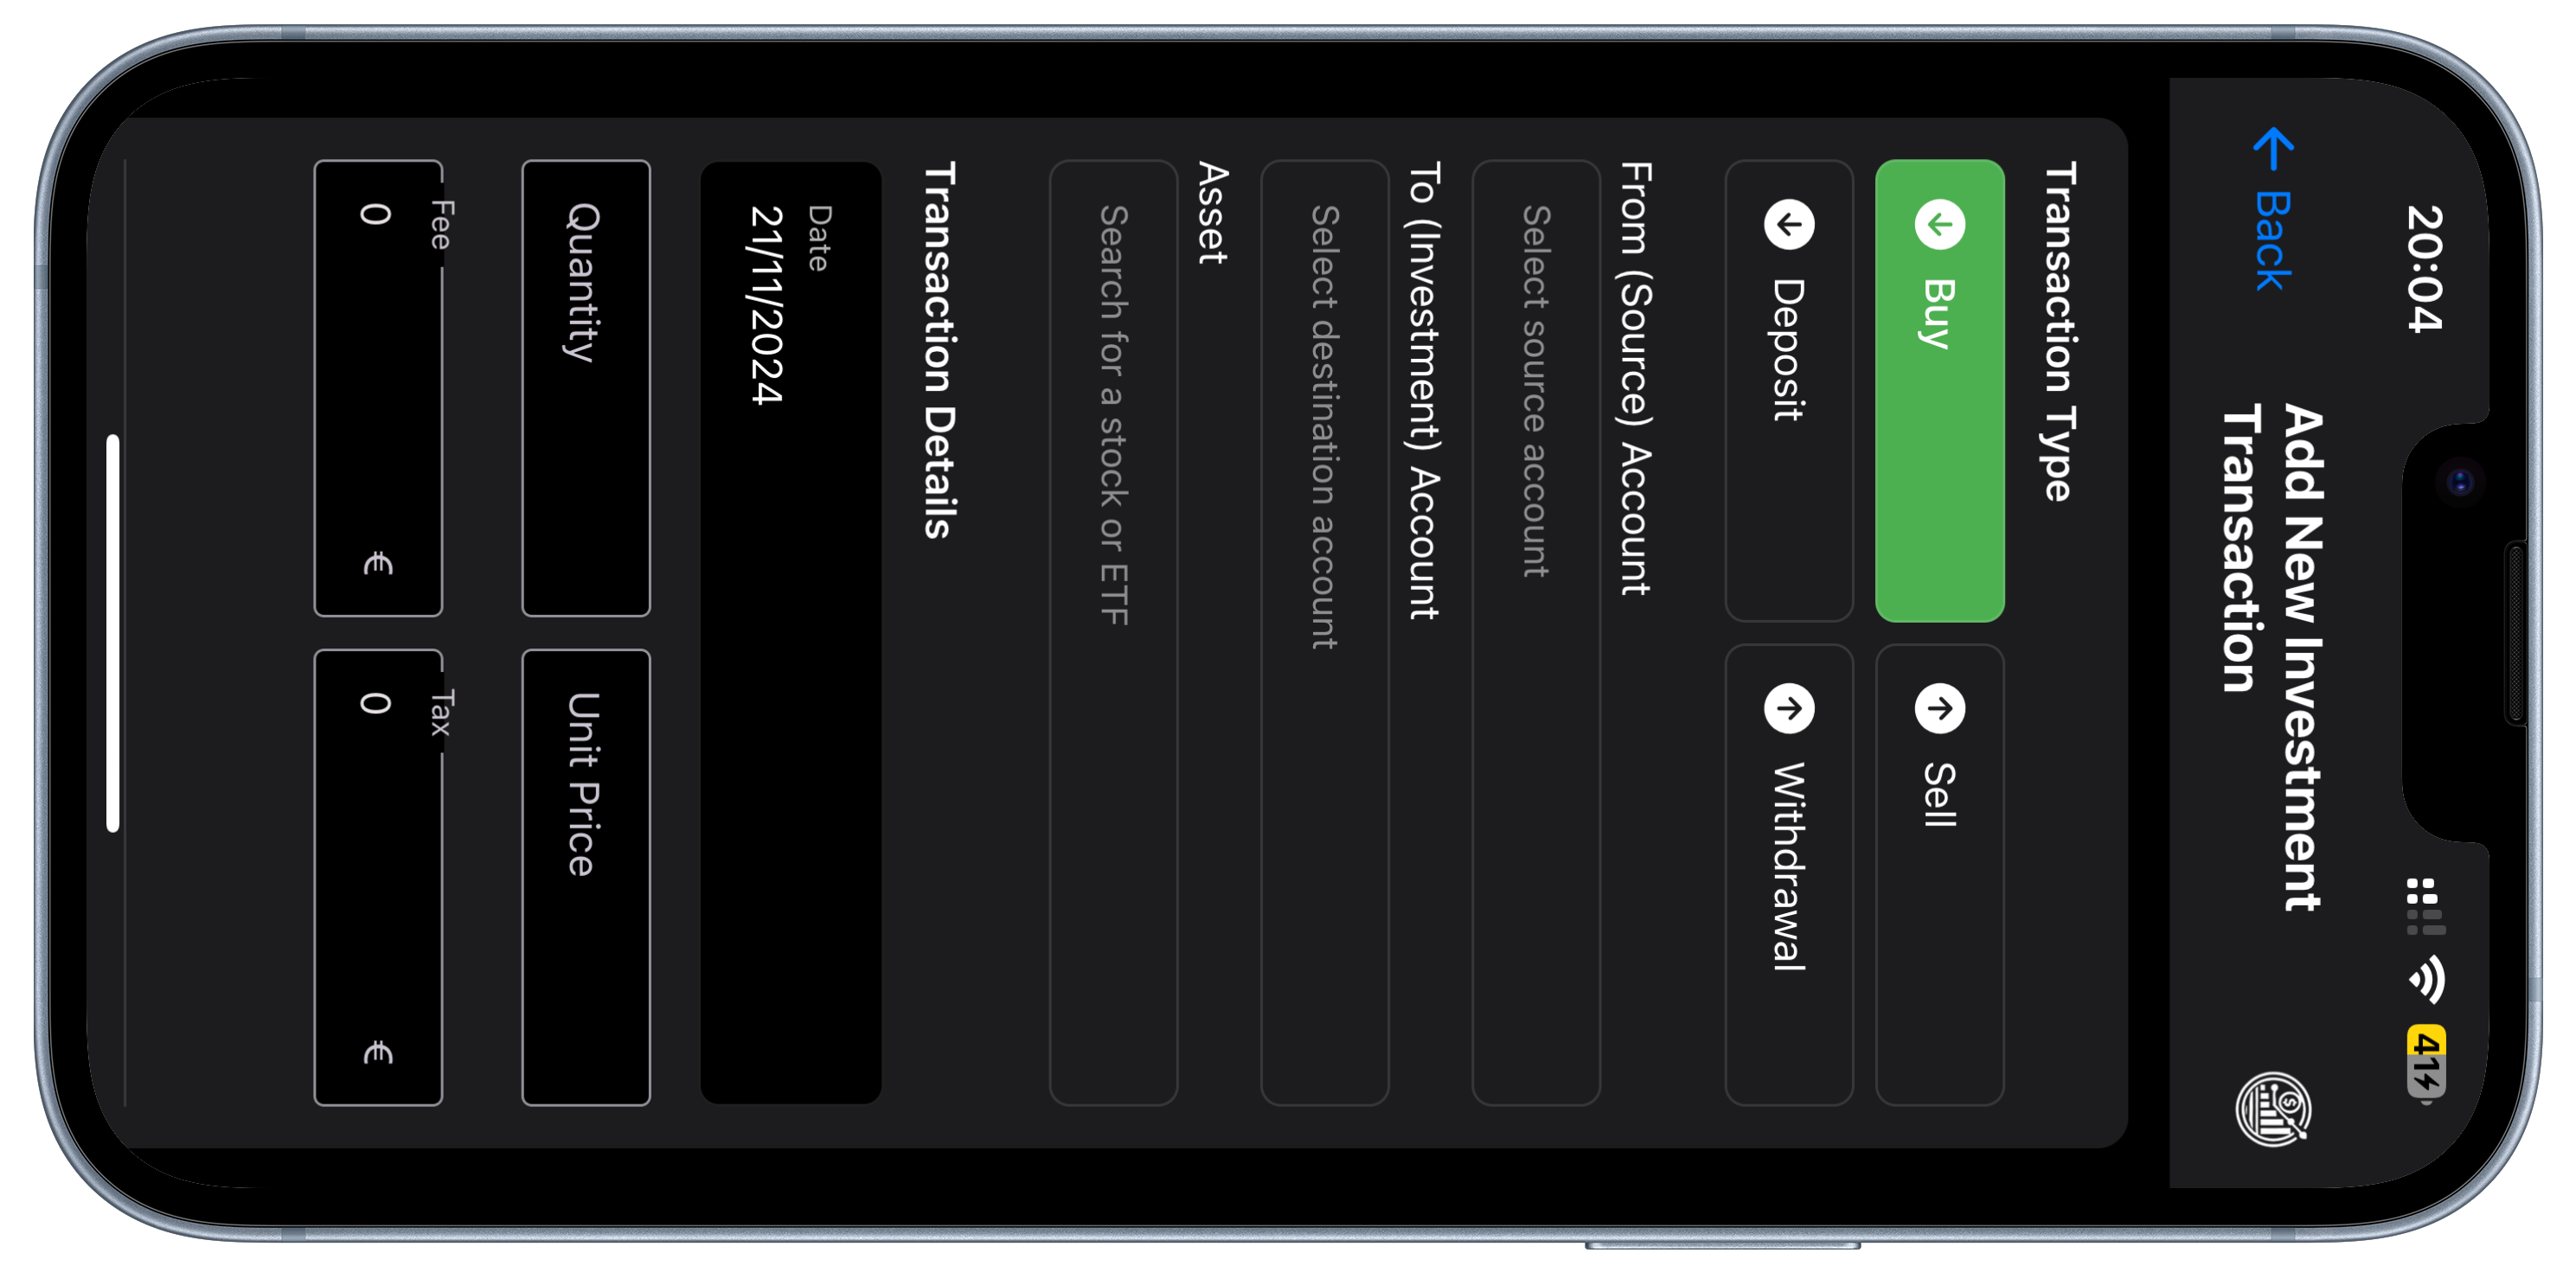 20:04
41
Back
Add New Investment
Transaction
Transaction Type
Buy
Sell
Deposit
Withdrawal
From (Source) Account
Select source account
To (Investment) Account
Select destination account
Asset
Search for a stock or ETF
Transaction Details
Date
21/11/2024
Quantity
Unit Price
Fee
0 €
Tax
0 €